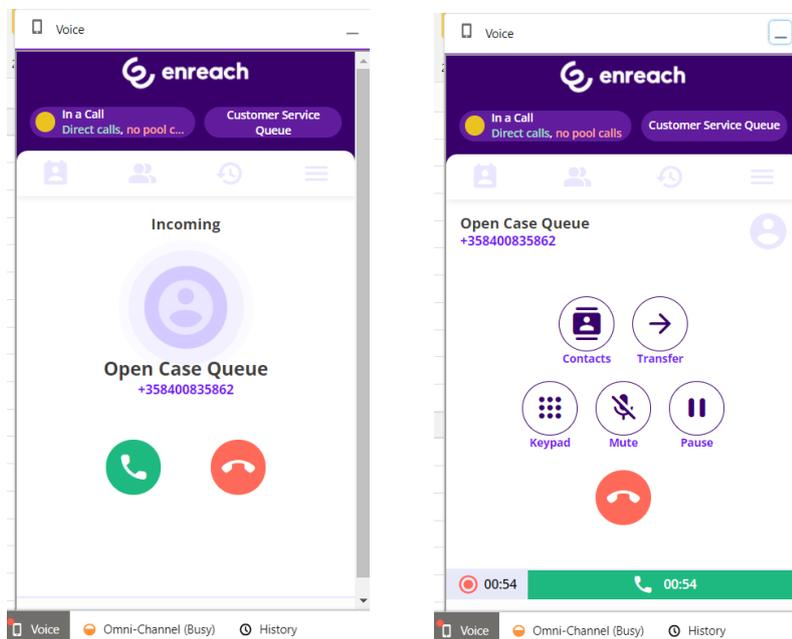 Voice
enreach
In a Call
Direct calls, no pool c...
Customer Service
Queue
Incoming
Open Case Queue
+358400835862
Voice
Omni-Channel (Busy)
History
Voice
enreach
In a Call
Direct calls, no pool calls
Customer Service Queue
Open Case Queue
+358400835862
Contacts
Transfer
Keypad
Mute
Pause
00:54
00:54
Voice
Omni-Channel (Busy)
History